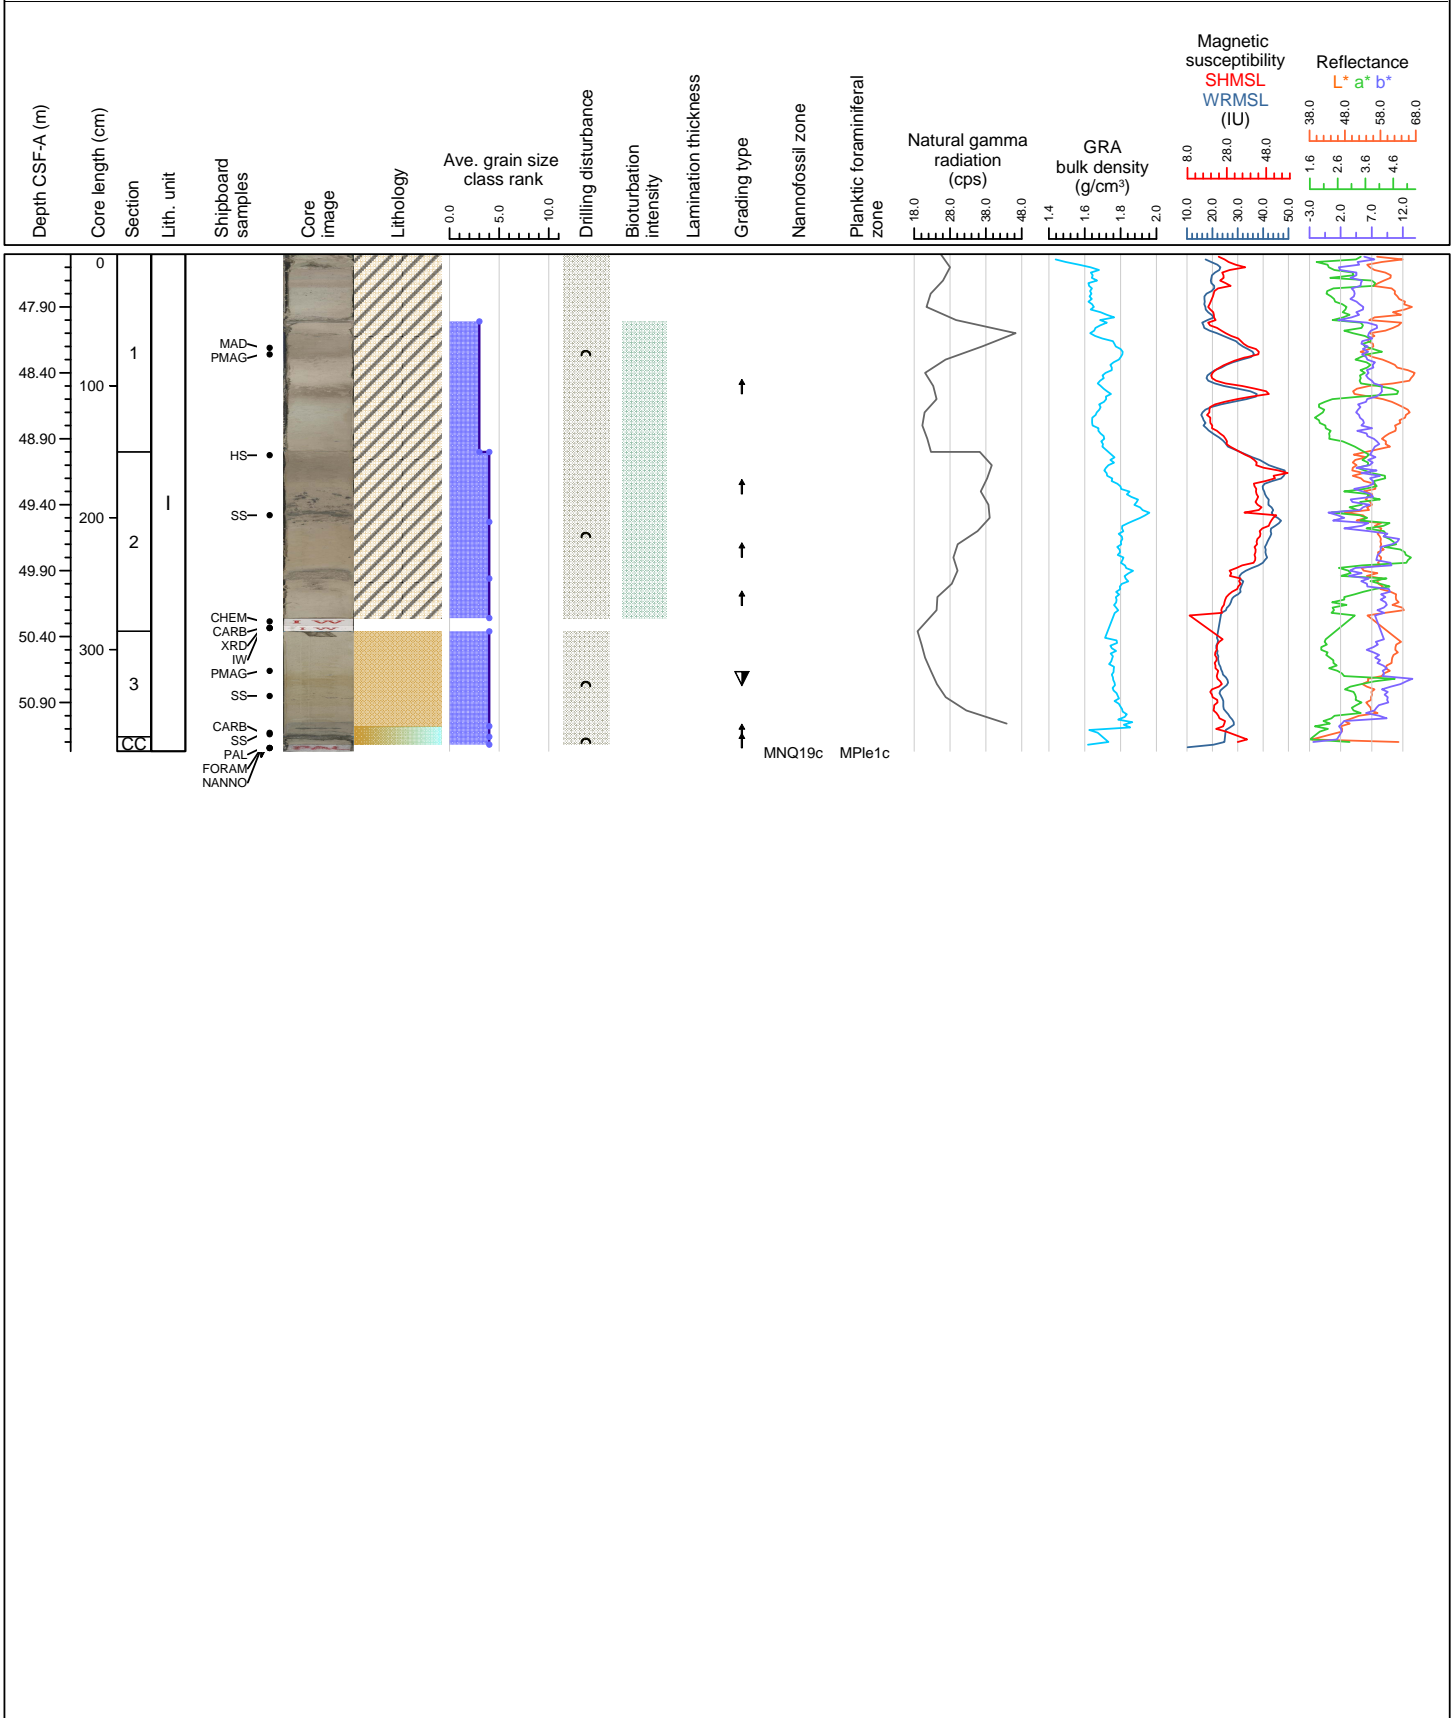 Depth CSF-A (m)
Core length (cm)
Section
Lith. unit
Shipboard
samples
Core
image
Lithology
Ave. grain size
class rank
0.0 5.0 10.0
Drilling disturbance
Bioturbation
intensity
Lamination thickness
Grading type
Nannofossil zone
Planktic foraminiferal
zone
Natural gamma
radiation
(cps)
18.0 28.0 38.0 48.0
GRA
bulk density
(g/cm³)
1.4 1.6 1.8 2.0
Magnetic
susceptibility
SHMSL
WRMSL
(IU)
8.0 28.0 48.0
10.0 20.0 30.0 40.0 50.0
Reflectance
L* a* b*
38.0 48.0 58.0 68.0
1.6 2.6 3.6 4.6
-3.0 2.0 7.0 12.0
0
47.90
MAD
1
PMAG
48.40
100
48.90
HS
49.40
I
SS
200
2
49.90
CHEM
I W
CARB
I W
50.40
XRD
300
IW
PMAG
3
SS
50.90
CARB
CC
SS
PAL
PAL
MNQ19c MPle1c
FORAM
NANNO